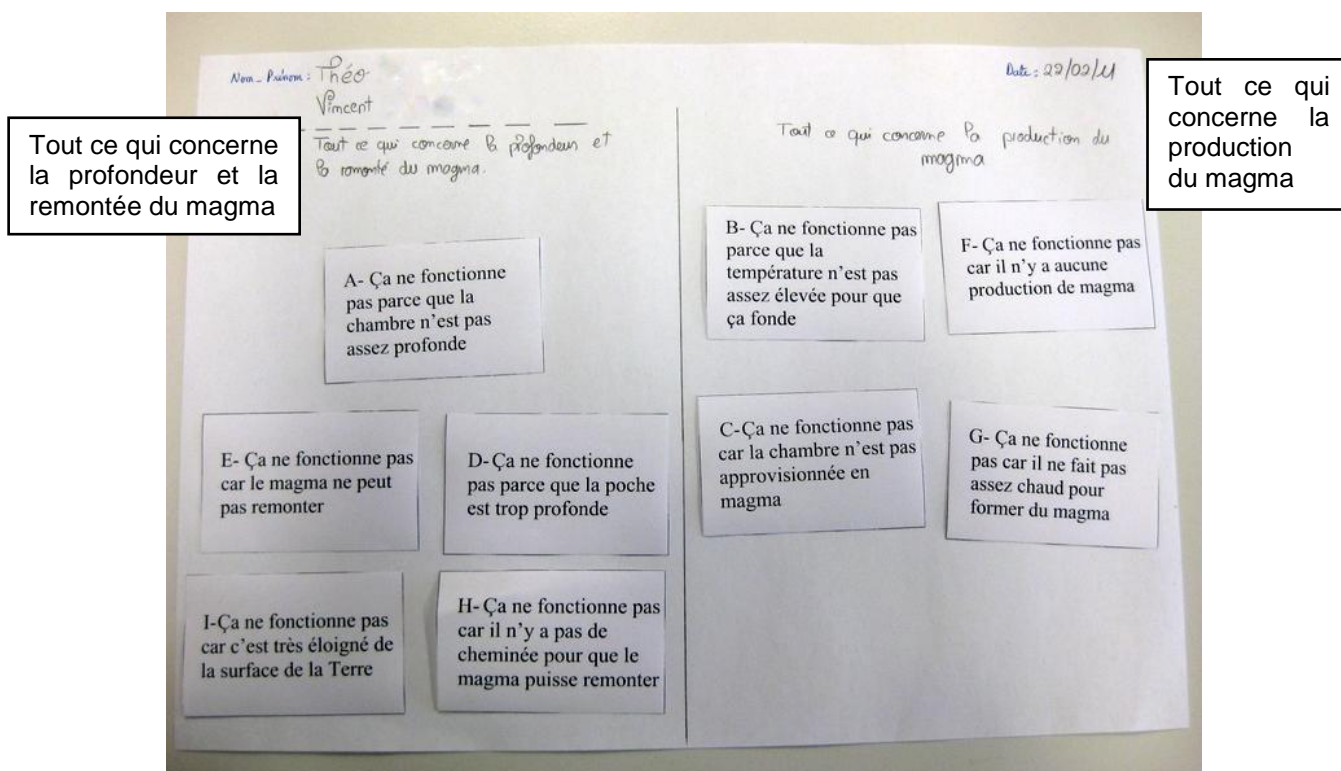 Nom - Prénom : Théo
Vincent
Date : 22/02/11
Tout ce qui concerne la profondeur et la remontée du magma
Tout ce qui concerne la profondeur et
la remonté du magma.
Tout ce qui
concerne la
production
du magma
Tout ce qui concerne la production du
magma
A- Ça ne fonctionne
pas parce que la
chambre n'est pas
assez profonde
E- Ça ne fonctionne pas
car le magma ne peut
pas remonter
D- Ça ne fonctionne
pas parce que la poche
est trop profonde
I-Ça ne fonctionne pas
car c'est très éloigné de
la surface de la Terre
H- Ça ne fonctionne pas
car il n'y a pas de
cheminée pour que le
magma puisse remonter
B- Ça ne fonctionne pas
parce que la
température n'est pas
assez élevée pour que
ça fonde
F- Ça ne fonctionne pas
car il n'y a aucune
production de magma
C-Ça ne fonctionne pas
car la chambre n'est pas
approvisionnée en
magma
G- Ça ne fonctionne
pas car il ne fait pas
assez chaud pour
former du magma